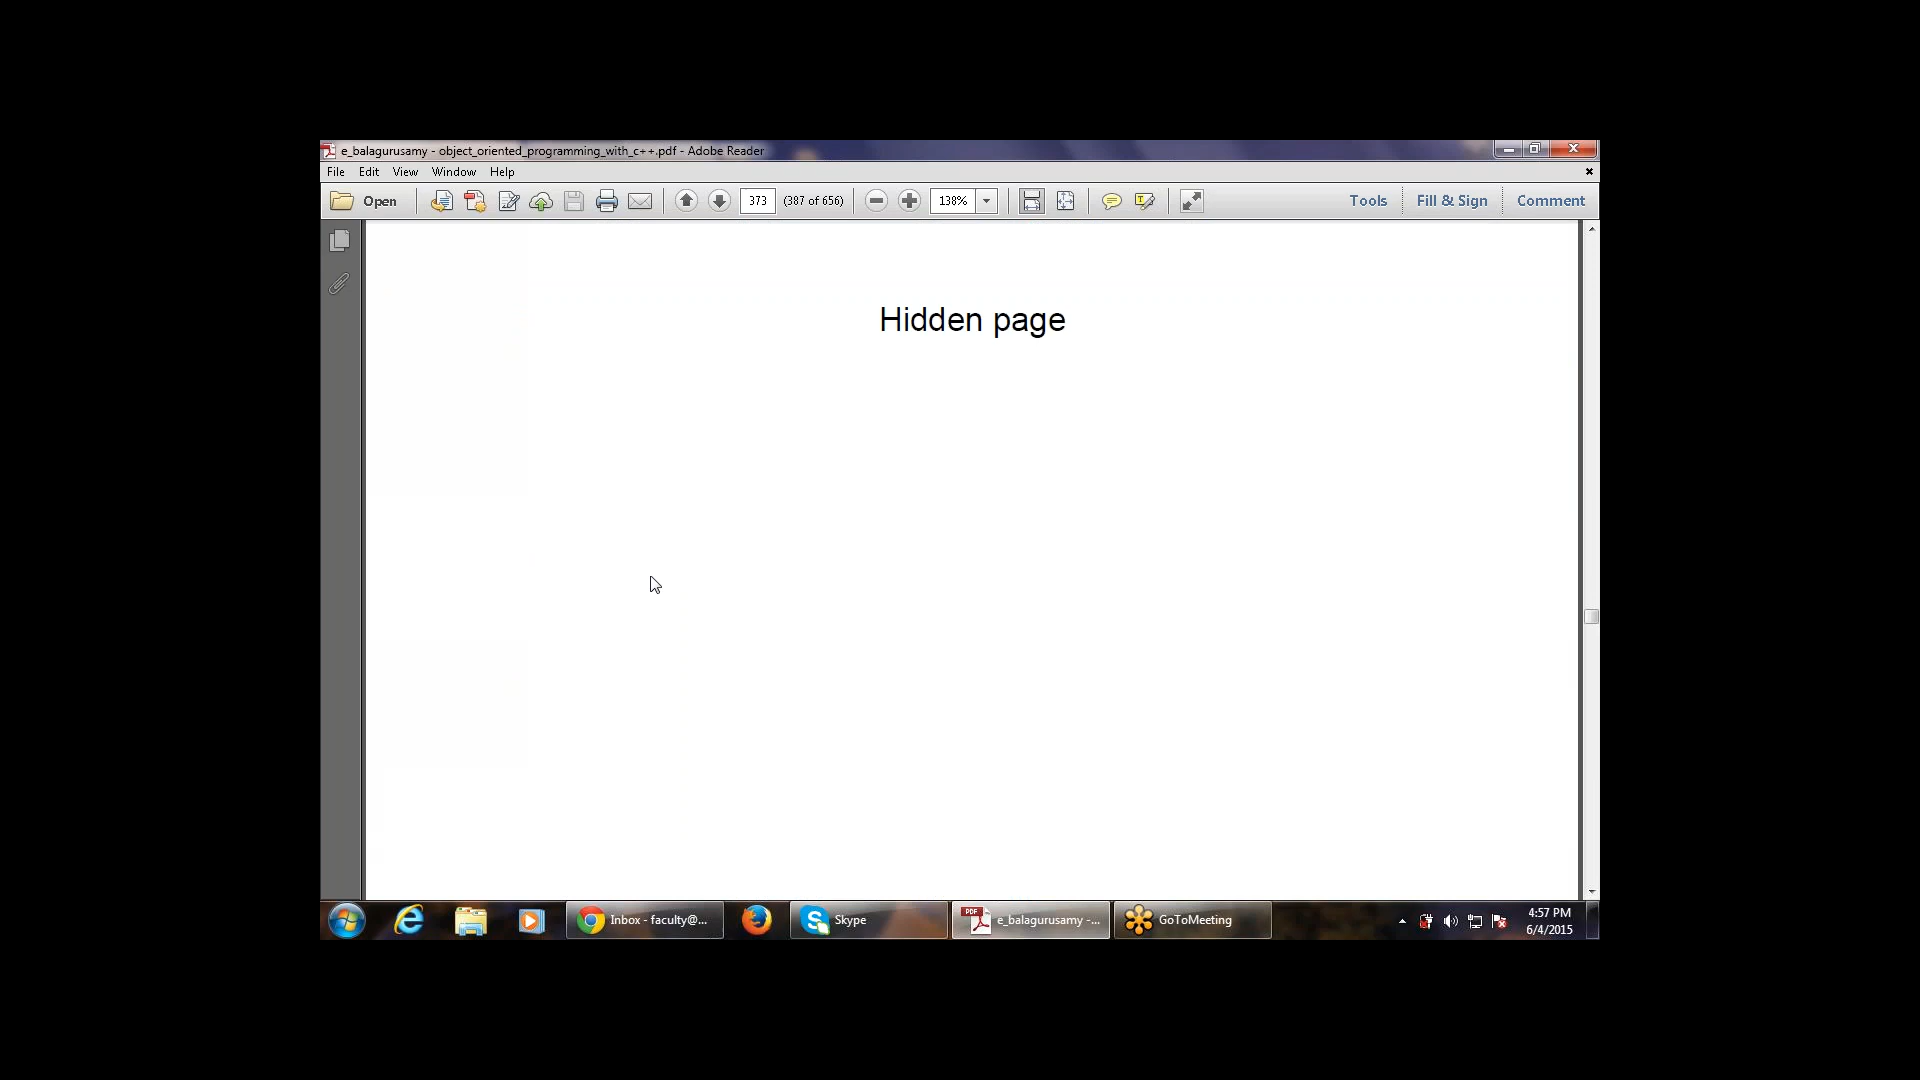 e_balagurusamy - object_oriented_programming_with_c++.pdf - Adobe Reader
File Edit View Window Help
Open 373 (387 of 656) 138% Tools Fill & Sign Comment
Hidden page
Inbox - faculty@... Skype PDF e_balagurusamy -... GoToMeeting 4:57 PM
6/4/2015